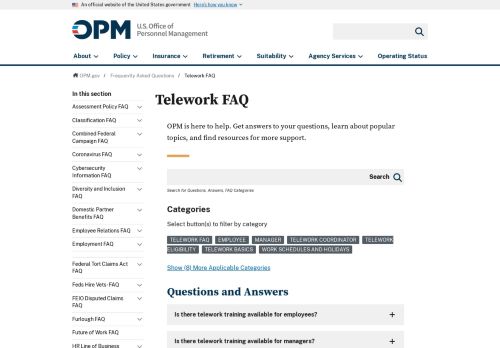 An official website of the United States government Here's how you know
OPM U.S. Office of
Personnel Management
About Policy Insurance Retirement Suitability Agency Services Operating Status
OPM.gov / Frequently Asked Questions / Telework FAQ
In this section
Assessment Policy FAQ
Classification FAQ
Combined Federal
Campaign FAQ
Coronavirus FAQ
Cybersecurity
Information FAQ
Diversity and Inclusion
FAQ
Domestic Partner
Benefits FAQ
Employee Relations FAQ
Employment FAQ
Federal Tort Claims Act
FAQ
Feds Hire Vets- FAQ
FEIO Disputed Claims
FAQ
Furlough FAQ
Future of Work FAQ
HR Line of Business
Telework FAQ
OPM is here to help. Get answers to your questions, learn about popular
topics, and find resources for more support.
Search
Search for Questions, Answers, FAQ Categories
Categories
Select button(s) to filter by category
TELEWORK FAQ EMPLOYEE MANAGER TELEWORK COORDINATOR TELEWORK
ELIGIBILITY TELEWORK BASICS WORK SCHEDULES AND HOLIDAYS
Show (8) More Applicable Categories
Questions and Answers
Is there telework training available for employees?
Is there telework training available for managers?